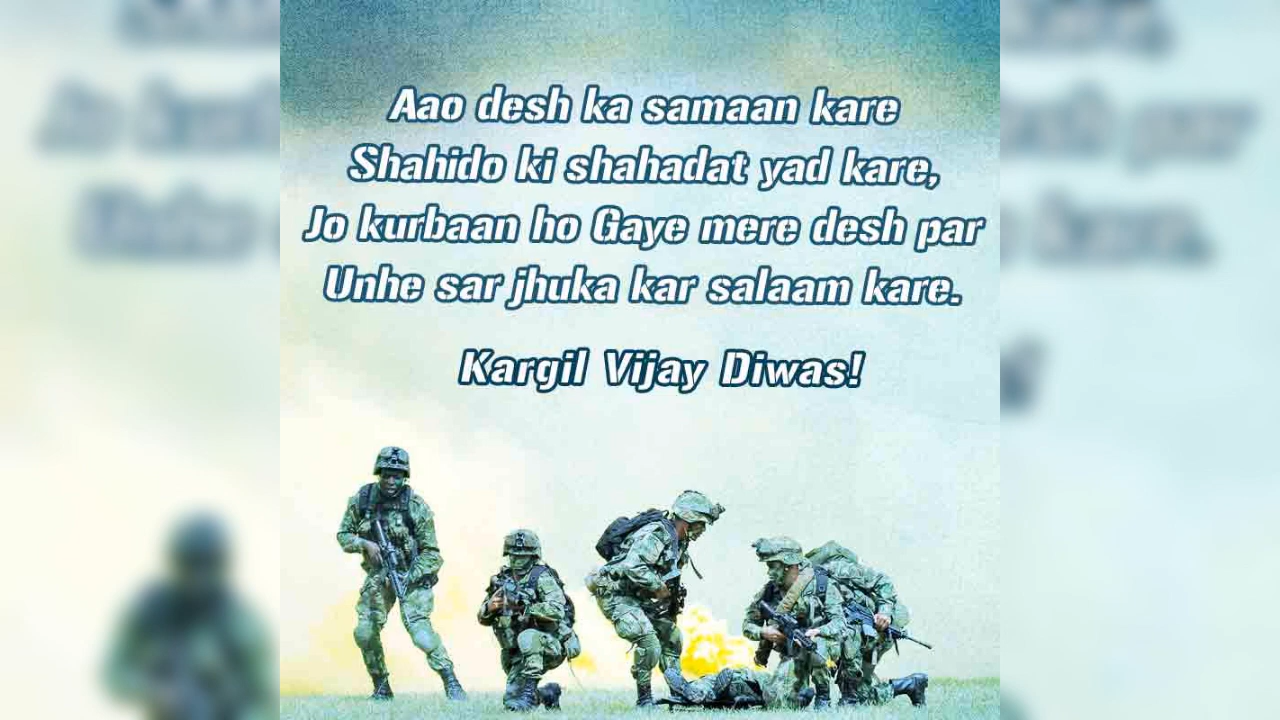 Aao desh ka samaan kare
Shahido ki shahadat yad kare,
Jo kurbaan ho Gaye mere desh par
Unhe sar jhuka kar salaam kare.
Kargil Vijay Diwas!